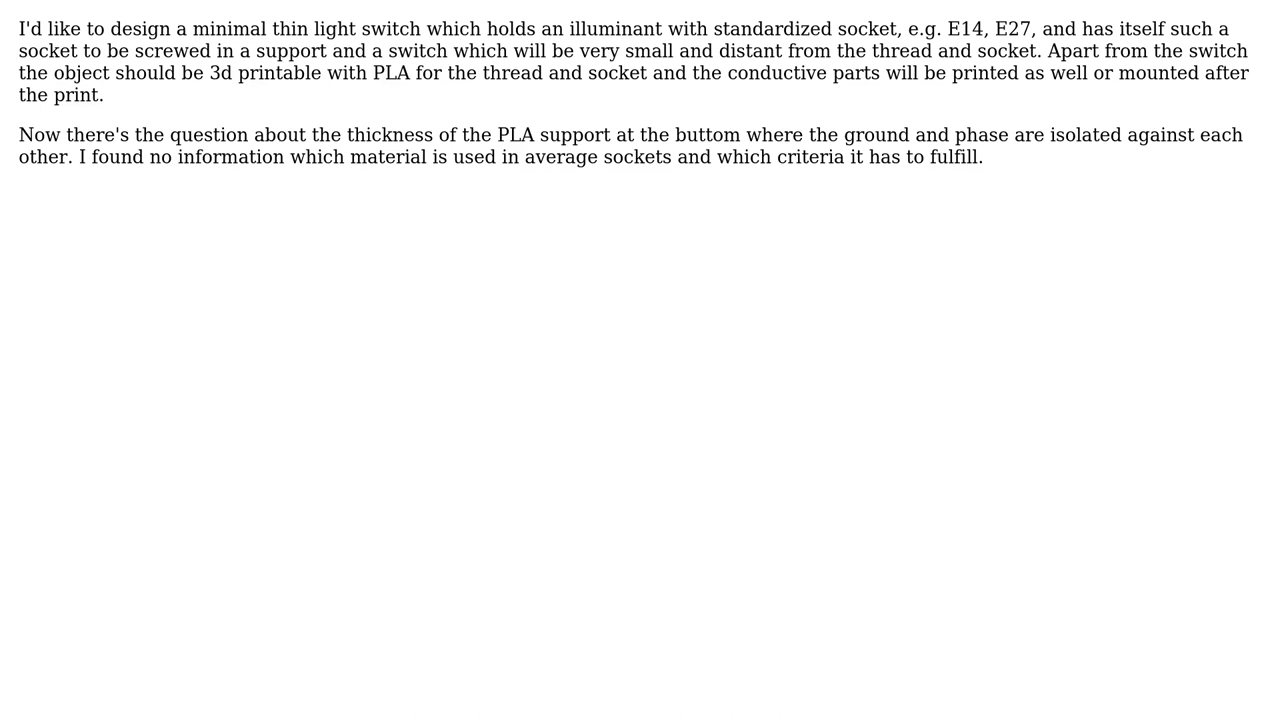 I'd like to design a minimal thin light switch which holds an illuminant with standardized socket, e.g. E14, E27, and has itself such a
socket to be screwed in a support and a switch which will be very small and distant from the thread and socket. Apart from the switch
the object should be 3d printable with PLA for the thread and socket and the conductive parts will be printed as well or mounted after
the print.
Now there's the question about the thickness of the PLA support at the buttom where the ground and phase are isolated against each
other. I found no information which material is used in average sockets and which criteria it has to fulfill.